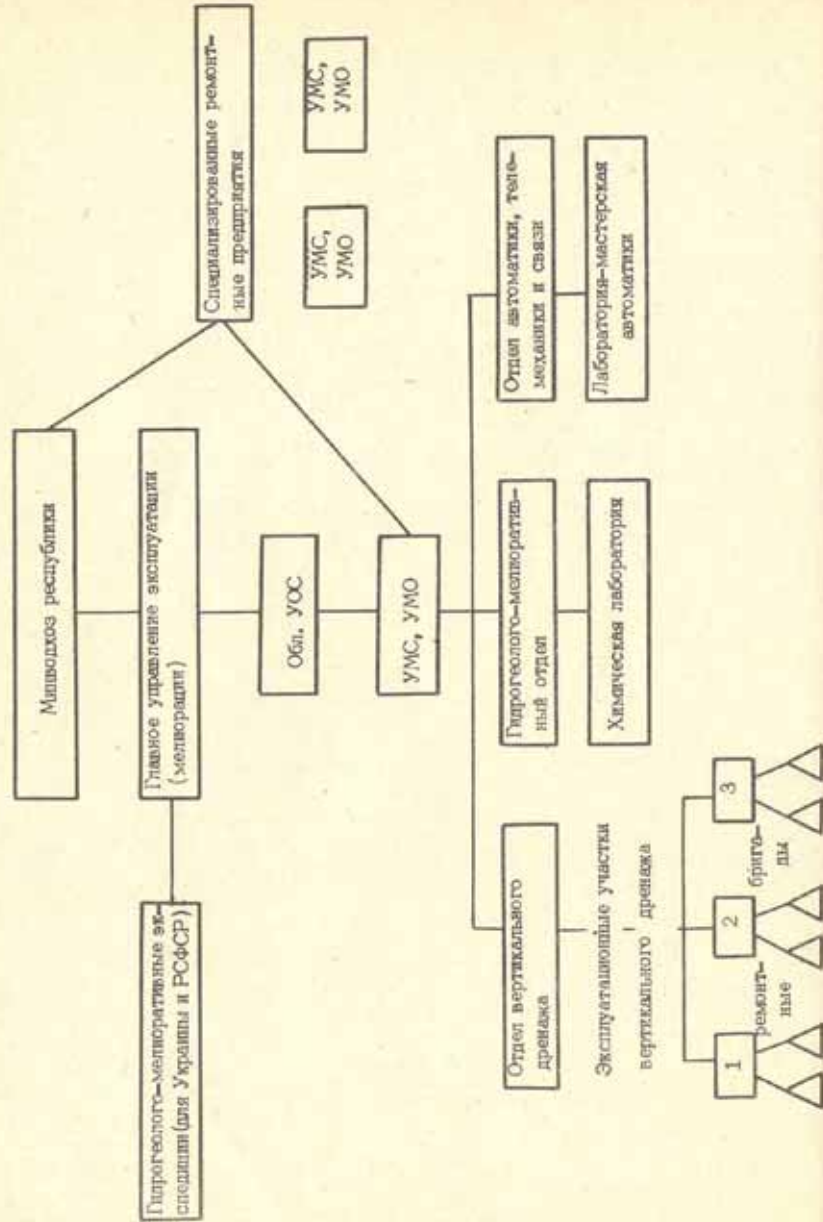 Минводхоз республики
Гидрогеолого-мелиоративные эк-
спедиции(для Украины и РСФСР)
Главное управление эксплуатации
(мелиорации)
Специализированные ремонт-
ные предприятия
Обл. УОС
УМС,
УМО
УМС,
УМО
УМС, УМО
Отдел вертикального
дренажа
Гидрогеолого-мелиоратив-
ный отдел
Отдел автоматики, теле-
механики и связи
Эксплуатационные участки
вертикального дренажа
Химическая лаборатория
Лаборатория-мастерская
автоматики
1
2
3
ремонт-
ные
брига-
ды